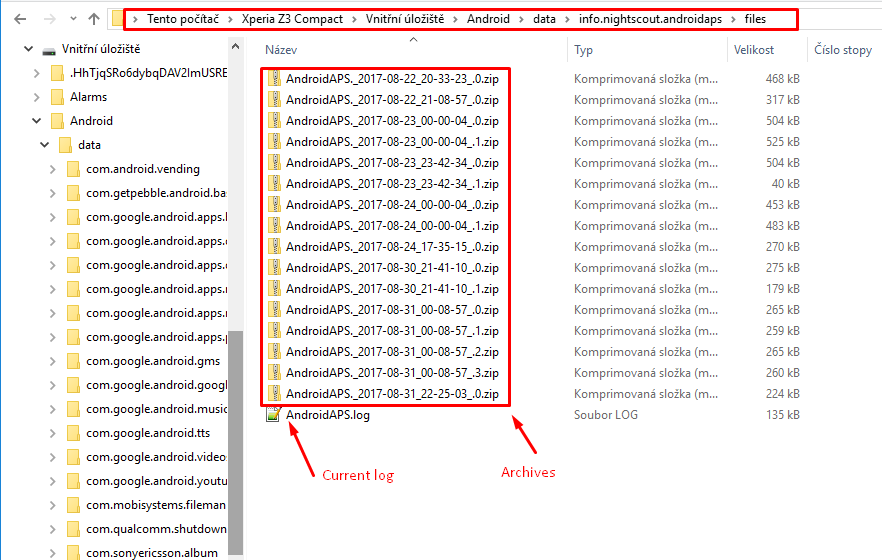 Tento počítač > Xperia Z3 Compact > Vnitřní úložiště > Android > data > info.nightscout.androidaps > files
Vnitřní úložiště
.HhTjqSRo6dybqDAV2lmUSRE
Alarms
Android
data
com.android.vending
com.getpebble.android.ba
com.google.android.apps.
com.google.android.apps.
com.google.android.apps.
com.google.android.apps.
com.google.android.apps.
com.google.android.apps.
com.google.android.gms
com.google.android.googl
com.google.android.music
com.google.android.tts
com.google.android.video
com.google.android.youtu
com.mobisystems.fileman
com.qualcomm.shutdown
com.sonyericsson.album
Název Typ Velikost Číslo stopy
AndroidAPS._2017-08-22_20-33-23_.0.zip Komprimovaná složka (m... 468 kB
AndroidAPS._2017-08-22_21-08-57_.0.zip Komprimovaná složka (m... 317 kB
AndroidAPS._2017-08-23_00-00-04_.0.zip Komprimovaná složka (m... 504 kB
AndroidAPS._2017-08-23_00-00-04_.1.zip Komprimovaná složka (m... 525 kB
AndroidAPS._2017-08-23_23-42-34_.0.zip Komprimovaná složka (m... 504 kB
AndroidAPS._2017-08-23_23-42-34_.1.zip Komprimovaná složka (m... 40 kB
AndroidAPS._2017-08-24_00-00-04_.0.zip Komprimovaná složka (m... 453 kB
AndroidAPS._2017-08-24_00-00-04_.1.zip Komprimovaná složka (m... 483 kB
AndroidAPS._2017-08-24_17-35-15_.0.zip Komprimovaná složka (m... 270 kB
AndroidAPS._2017-08-30_21-41-10_.0.zip Komprimovaná složka (m... 275 kB
AndroidAPS._2017-08-30_21-41-10_.1.zip Komprimovaná složka (m... 179 kB
AndroidAPS._2017-08-31_00-08-57_.0.zip Komprimovaná složka (m... 265 kB
AndroidAPS._2017-08-31_00-08-57_.1.zip Komprimovaná složka (m... 259 kB
AndroidAPS._2017-08-31_00-08-57_.2.zip Komprimovaná složka (m... 265 kB
AndroidAPS._2017-08-31_00-08-57_.3.zip Komprimovaná složka (m... 260 kB
AndroidAPS._2017-08-31_22-25-03_.0.zip Komprimovaná složka (m... 224 kB
AndroidAPS.log Soubor LOG 135 kB
Current log
Archives